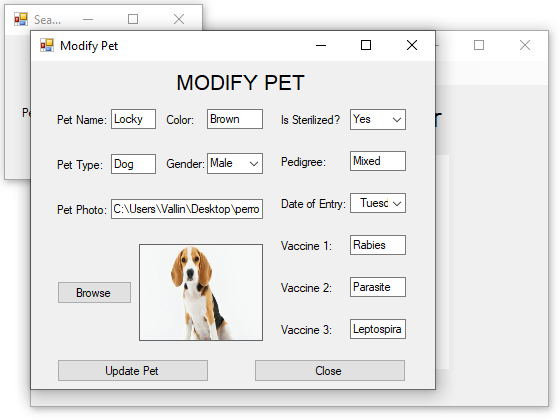 Sea...
Modify Pet
MODIFY PET
Pet Name: Locky Color: Brown Is Sterilized? Yes
Pet Type: Dog Gender: Male Pedigree: Mixed
Pet Photo: C:\Users\Vallin\Desktop\perro Date of Entry: Tuesd
Vaccine 1: Rabies
Browse Vaccine 2: Parasite
Vaccine 3: Leptospira
Update Pet Close
Pe
r